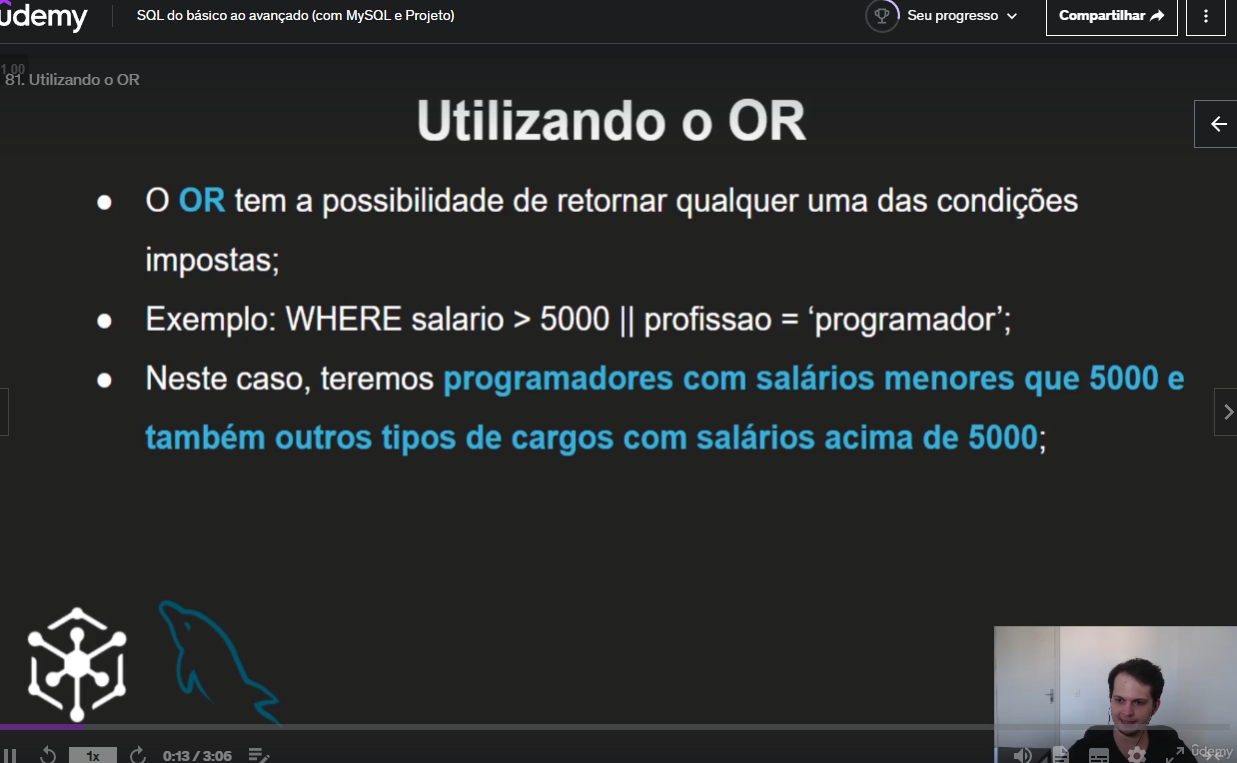 ûdemy
SQL do básico ao avançado (com MySQL e Projeto)
Seu progresso
Compartilhar
1.00
81. Utilizando o OR
Utilizando o OR
● O OR tem a possibilidade de retornar qualquer uma das condições
impostas;
● Exemplo: WHERE salario > 5000 || profissao = ‘programador’;
● Neste caso, teremos programadores com salários menores que 5000 e
também outros tipos de cargos com salários acima de 5000;
1x
0:13 / 3:06
ûdemy